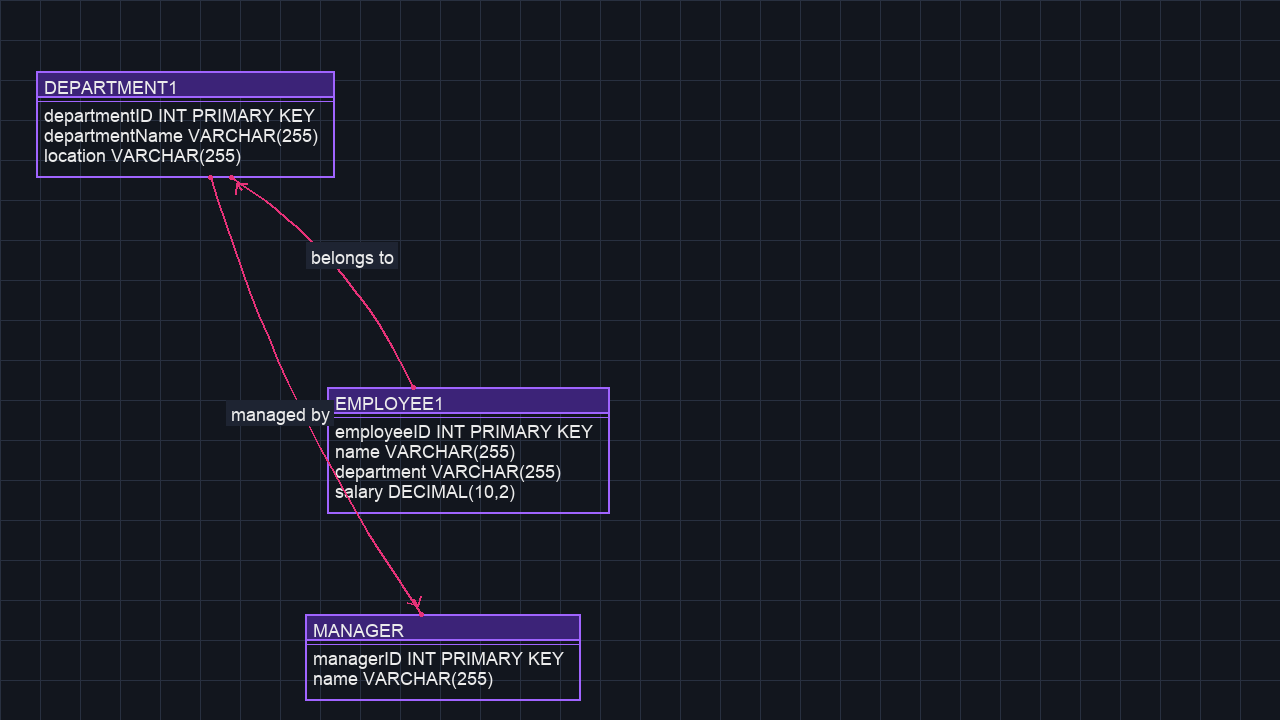 DEPARTMENT1
departmentID INT PRIMARY KEY
departmentName VARCHAR(255)
location VARCHAR(255)
belongs to
managed by
EMPLOYEE1
employeeID INT PRIMARY KEY
name VARCHAR(255)
department VARCHAR(255)
salary DECIMAL(10,2)
MANAGER
managerID INT PRIMARY KEY
name VARCHAR(255)